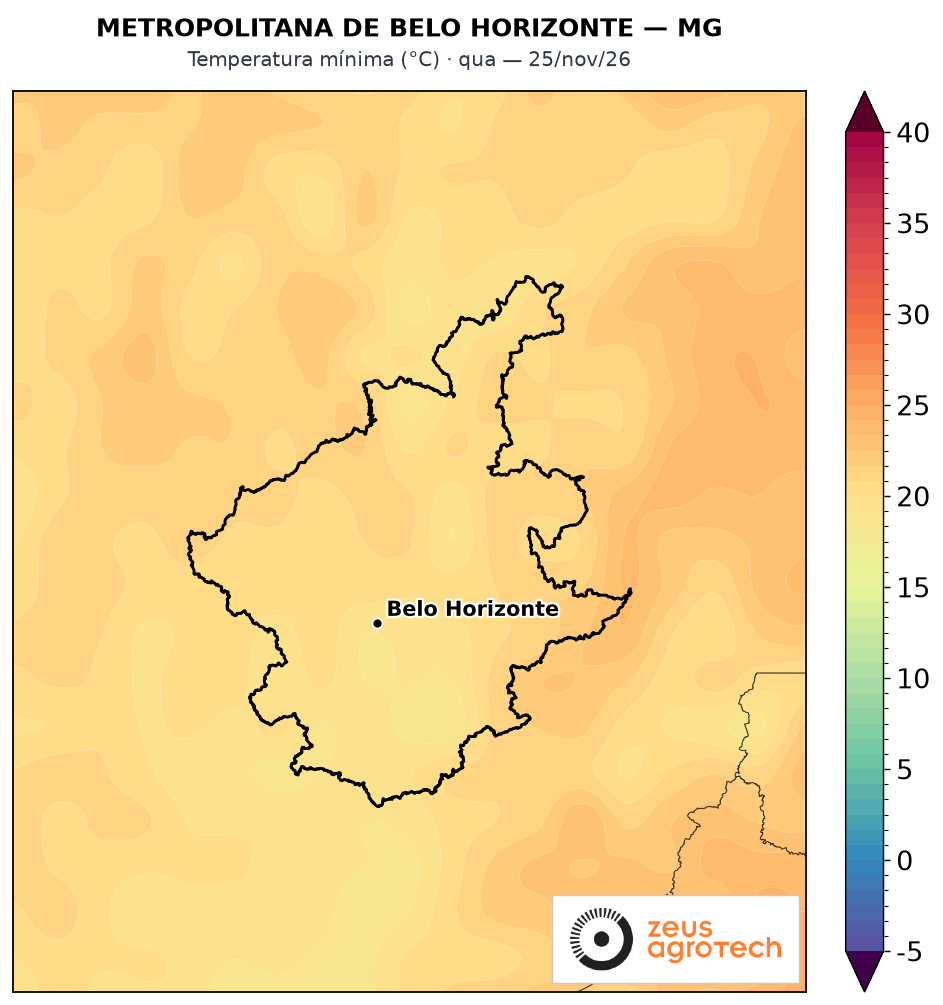 METROPOLITANA DE BELO HORIZONTE — MG
Temperatura mínima (°C) · qua — 25/nov/26
40
35
30
25
20
15
10
5
0
-5
Belo Horizonte
zeus
agrotech